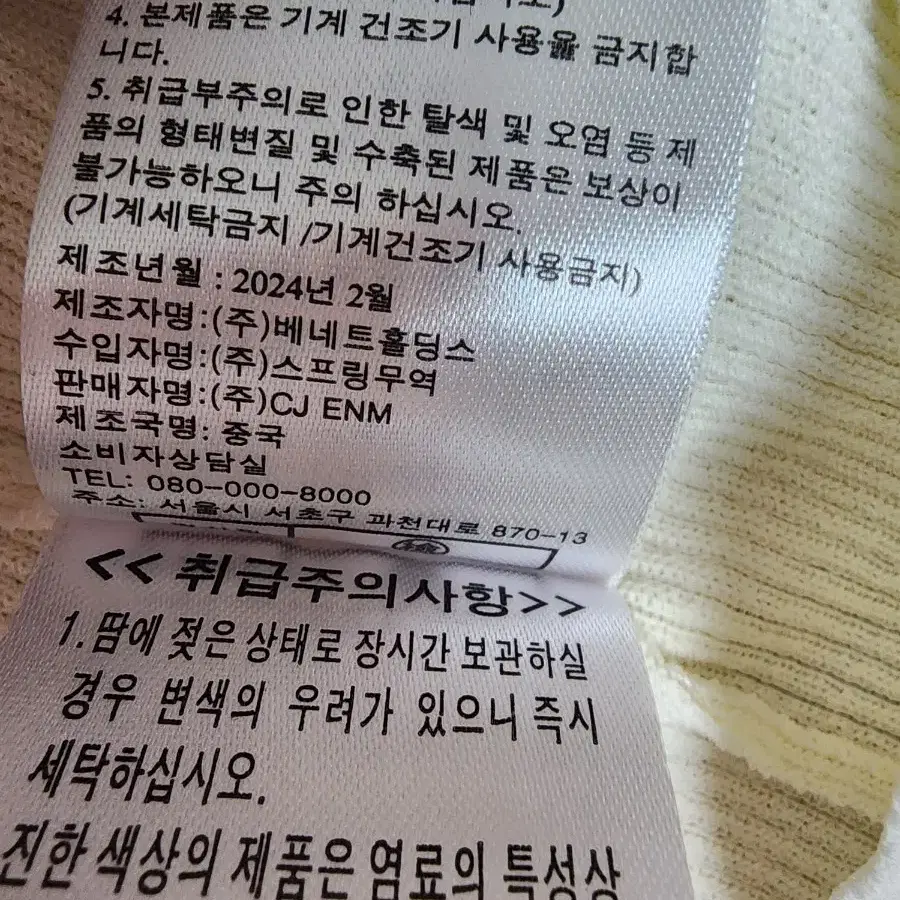 4. 본제품은 기계 건조기 사용을 금지합
니다.
5. 취급부주의로 인한 탈색 및 오염 등 제
품의 형태변질 및 수축된 제품은 보상이
불가능하오니 주의 하십시오.
(기계세탁금지 /기계건조기 사용금지)
제조년월 : 2024년 2월
제조자명:(주)베네트홀딩스
수입자명:(주)스프링무역
판매자명:(주)CJ ENM
제조국명: 중국
소비자상담실
TEL: 080-000-8000
주소: 서울시 서초구 과천대로 870-13
<< 취급주의사항>>
1.땀에 젖은 상태로 장시간 보관하실
경우 변색의 우려가 있으니 즉시
세탁하십시오.
진한 색상의 제품은 염료의 특성상